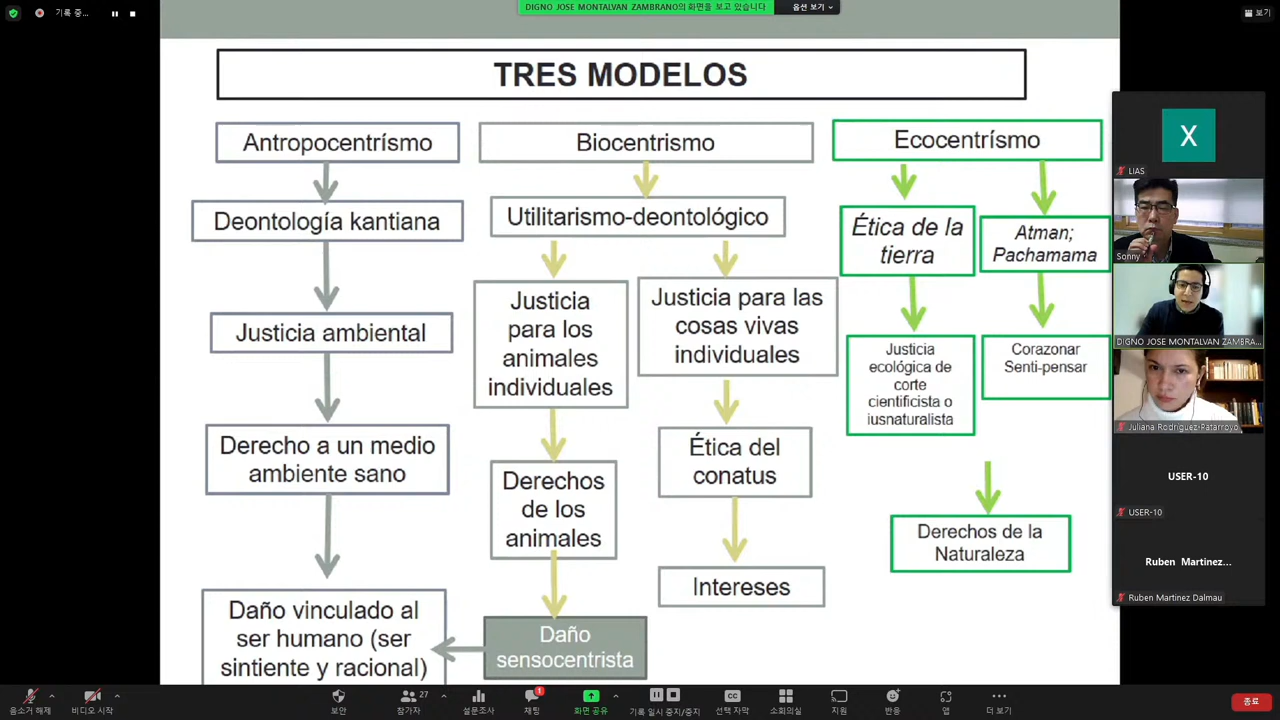 기록 중...
DIGNO JOSE MONTALVAN ZAMBRANO의 화면을 보고 있습니다
옵션 보기
보기
TRES MODELOS
Antropocentrísmo
Biocentrismo
Ecocentrísmo
Deontología kantiana
Utilitarismo-deontológico
Ética de la
tierra
Atman;
Pachamama
Justicia ambiental
Justicia
para los
animales
individuales
Justicia para las
cosas vivas
individuales
Justicia
ecológica de
corte
cientificista o
iusnaturalista
Corazonar
Senti-pensar
Derecho a un medio
ambiente sano
Derechos
de los
animales
Ética del
conatus
Derechos de la
Naturaleza
Intereses
Daño vinculado al
ser humano (ser
sintiente y racional)
Daño
sensocentrista
X
LIAS
Sonny
DIGNO JOSE MONTALVAN ZAMBRA...
Juliana Rodriguez-Patarroyo
USER-10
USER-10
Ruben Martinez...
Ruben Martinez Dalmau
음소거 해제
비디오 시작
보안
27
참가자
설문조사
1
채팅
화면 공유
기록 일시 중지/중지
CC
선택 자막
소회의실
지원
반응
앱
더 보기
종료